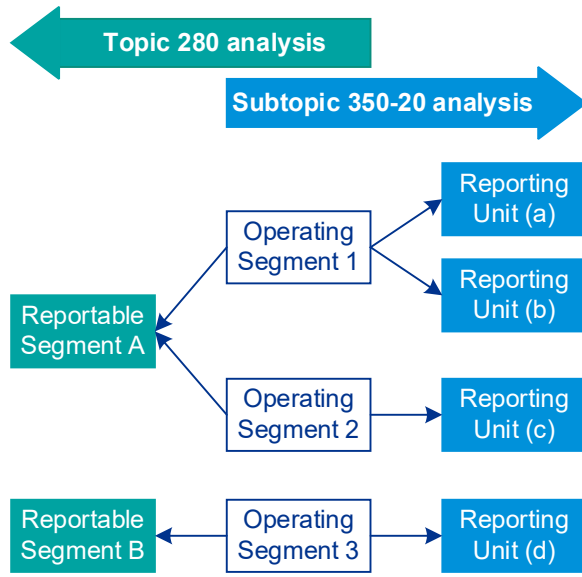 Topic 280 analysis
Subtopic 350-20 analysis
Reporting
Unit (a)
Operating
Segment 1
Reporting
Unit (b)
Reportable
Segment A
Operating
Segment 2
Reporting
Unit (c)
Reportable
Segment B
Operating
Segment 3
Reporting
Unit (d)